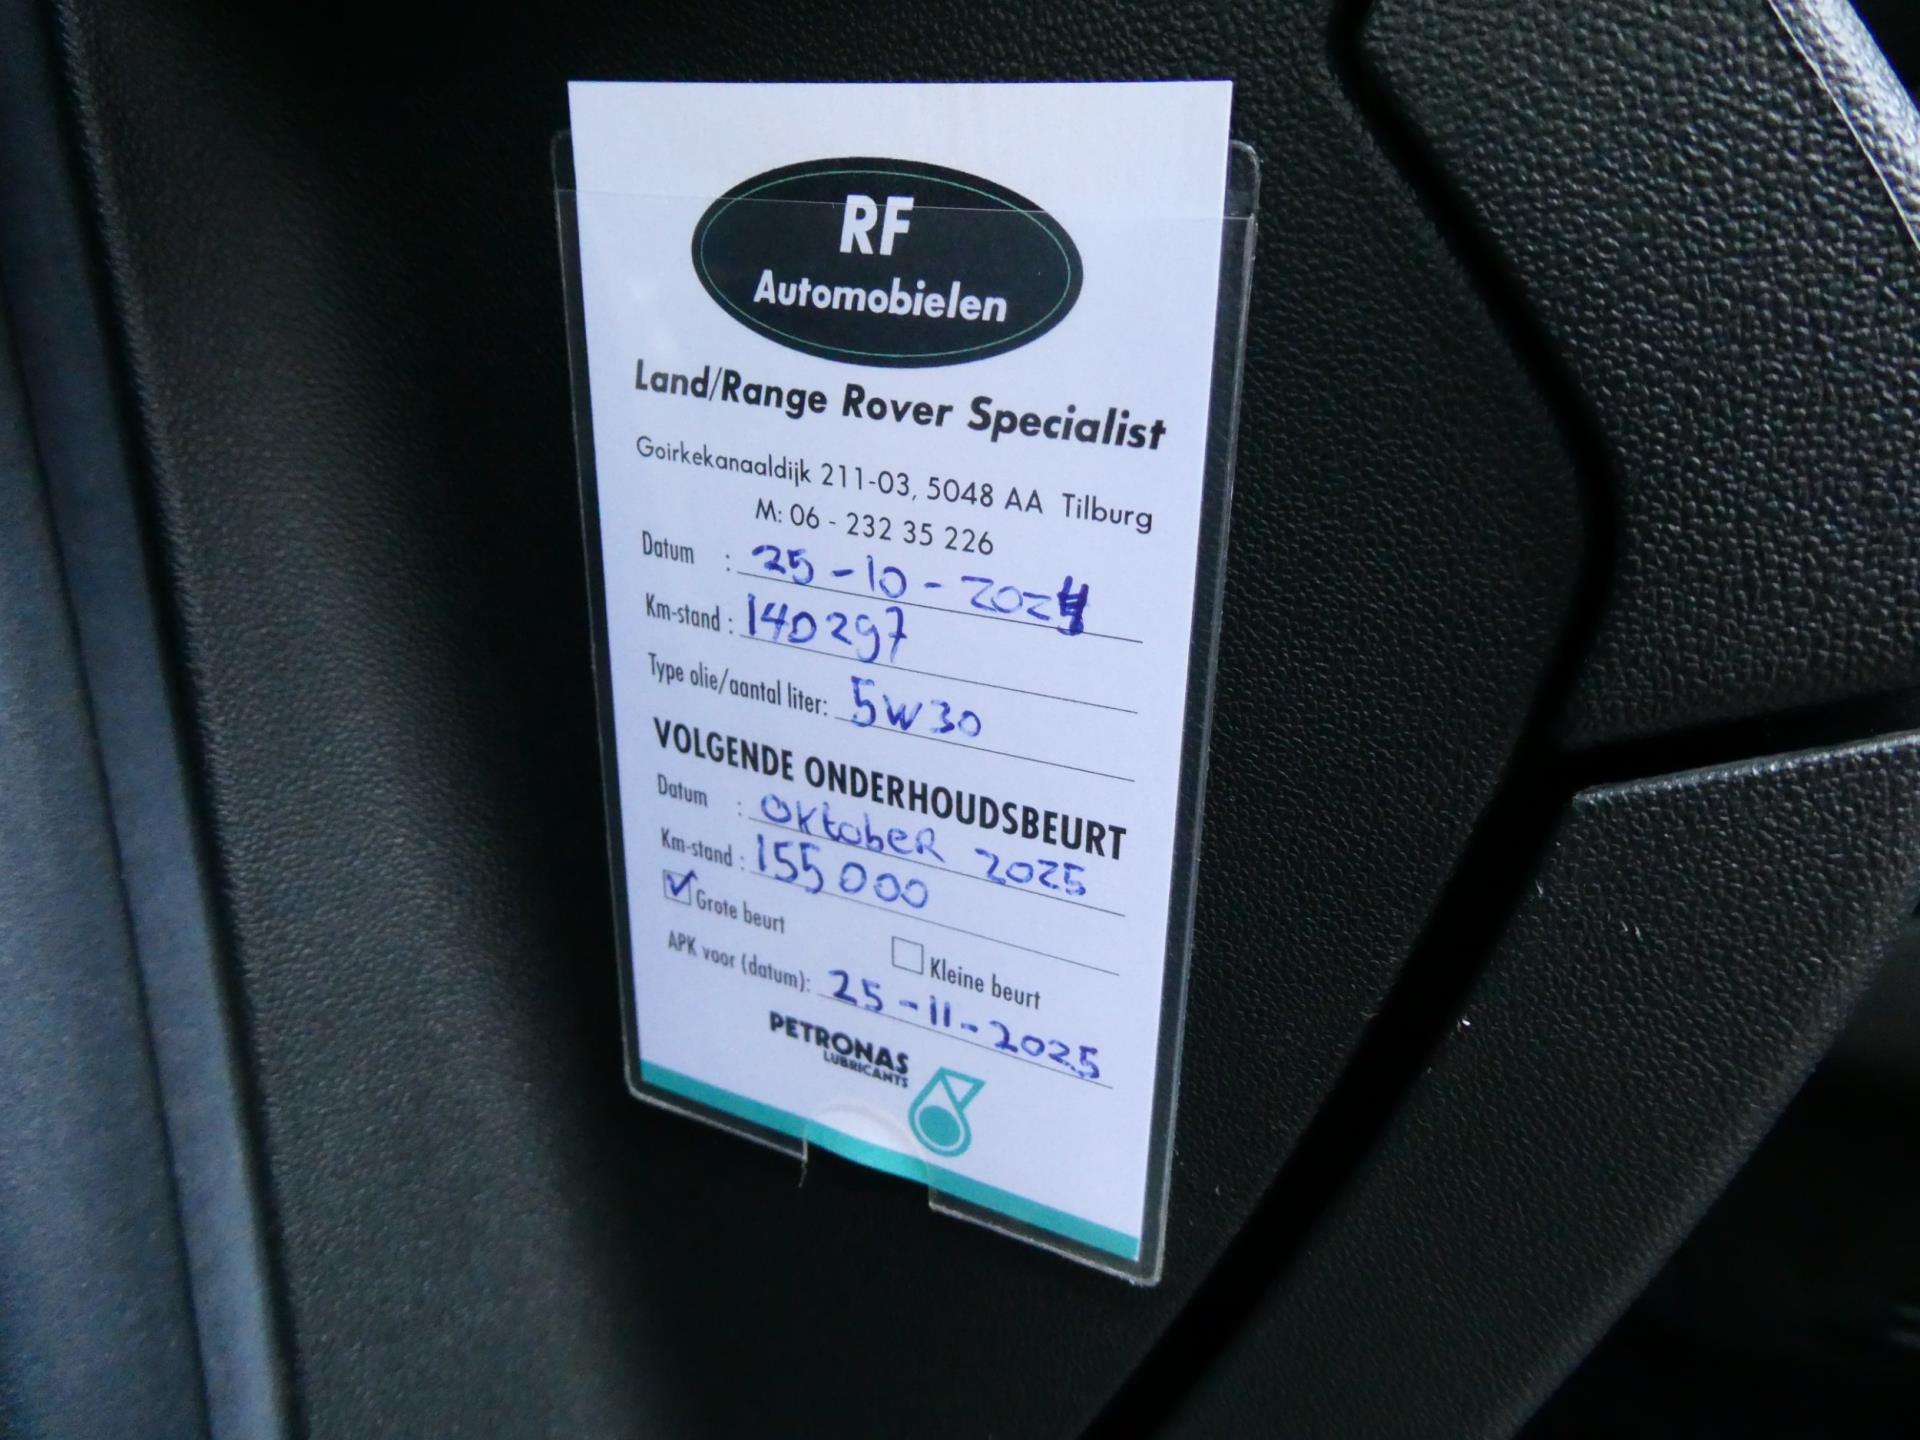 RF
Automobielen
Land/Range Rover Specialist
Goirkekanaaldijk 211-03, 5048 AA Tilburg
M: 06 - 232 35 226
Datum : 25-10-2024
Km-stand : 140297
Type olie/aantal liter: 5W30
VOLGENDE ONDERHOUDSBEURT
Datum : Oktober 2025
Km-stand : 155000
Grote beurt Kleine beurt
APK voor (datum): 25-11-2025
PETRONAS
LUBRICANTS